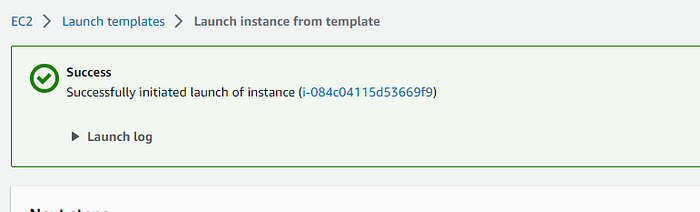 EC2 > Launch templates > Launch instance from template
Success
Successfully initiated launch of instance (i-084c04115d53669f9)
Launch log